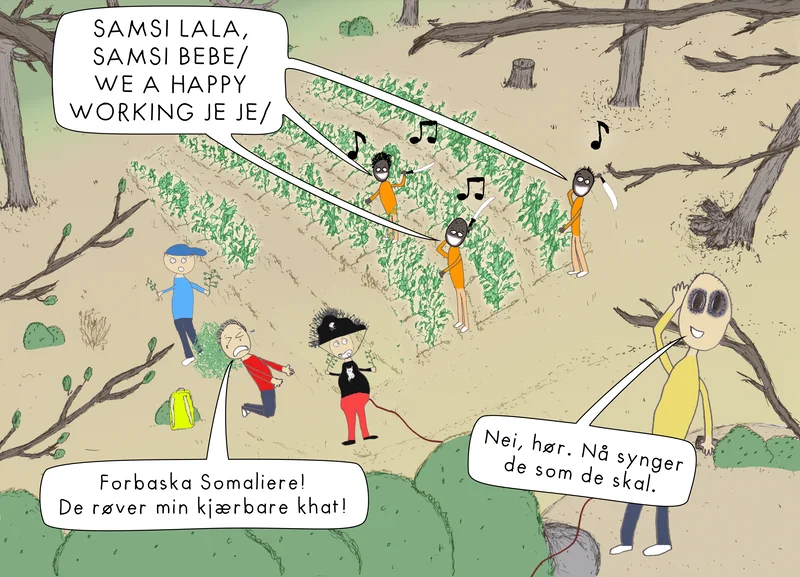 SAMSI LALA,
SAMSI BEBE/
WE A HAPPY
WORKING JE JE/
Forbaska Somaliere!
De røver min kjærbare khat!
Nei, hør. Nå synger
de som de skal.